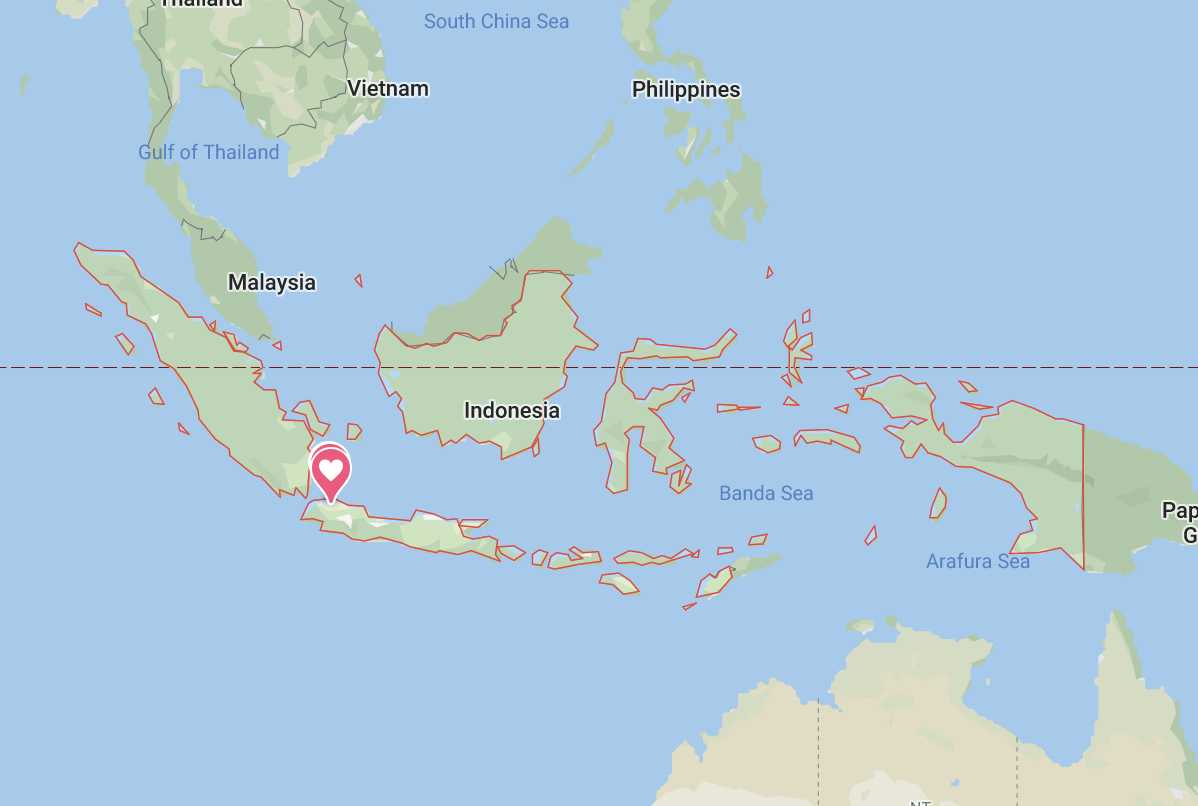 Thailand
South China Sea
Vietnam
Philippines
Gulf of Thailand
Malaysia
Indonesia
Banda Sea
Pap
G
Arafura Sea
NT